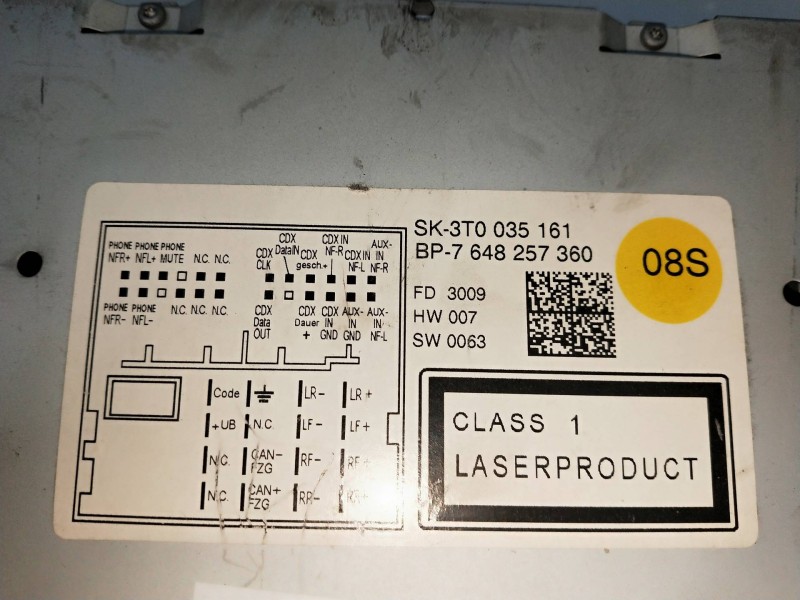 SK-3T0 035 161
BP-7 648 257 360
08S
FD 3009
HW 007
SW 0063
PHONE PHONE PHONE
NFR+ NFL+ MUTE N.C. N.C.
PHONE PHONE N.C. N.C. N.C.
NFR- NFL-
CDX CLK
CDX DataIN
CDX gesch.+
CDX IN NF-R
CDX IN NF-L
AUX-IN NF-R
CDX Data OUT
CDX Dauer +
CDX IN GND
AUX-IN GND
AUX-IN NF-L
Code LR- LR+
+UB N.C. LF- LF+
N.C. CAN-FZG RF- RF+
N.C. CAN+FZG RR-
CLASS 1
LASERPRODUCT